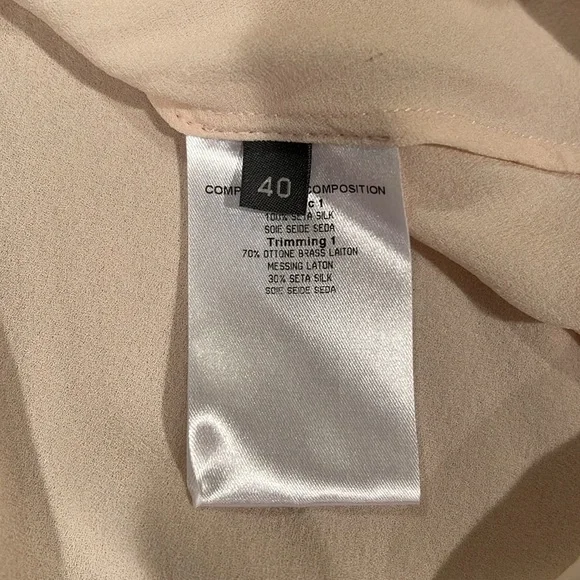 40
COMP COMPOSITION
c 1
100% SETA SILK
SOIE SEIDE SEDA
Trimming 1
70% OTTONE BRASS LAITON
MESSING LATON
30% SETA SILK
SOIE SEIDE SEDA